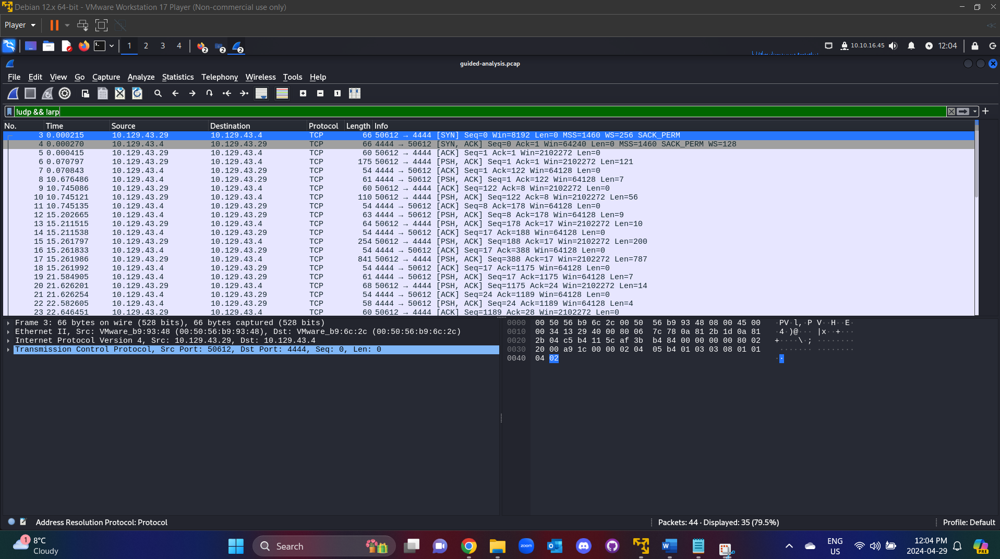 Debian 12.x 64-bit - VMware Workstation 17 Player (Non-commercial use only)
Player
1 2 3 4
2 2 2
10.10.16.45
12:04
guided-analysis.pcap
File Edit View Go Capture Analyze Statistics Telephony Wireless Tools Help
!udp && !arp
No. Time Source Destination Protocol Length Info
3 0.000215 10.129.43.29 10.129.43.4 TCP 66 50612 → 4444 [SYN] Seq=0 Win=8192 Len=0 MSS=1460 WS=256 SACK_PERM
4 0.000270 10.129.43.4 10.129.43.29 TCP 66 4444 → 50612 [SYN, ACK] Seq=0 Ack=1 Win=64240 Len=0 MSS=1460 SACK_PERM WS=128
5 0.000415 10.129.43.29 10.129.43.4 TCP 60 50612 → 4444 [ACK] Seq=1 Ack=1 Win=2102272 Len=0
6 0.070797 10.129.43.29 10.129.43.4 TCP 175 50612 → 4444 [PSH, ACK] Seq=1 Ack=1 Win=2102272 Len=121
7 0.070843 10.129.43.4 10.129.43.29 TCP 54 4444 → 50612 [ACK] Seq=1 Ack=122 Win=64128 Len=0
8 10.676486 10.129.43.4 10.129.43.29 TCP 61 4444 → 50612 [PSH, ACK] Seq=1 Ack=122 Win=64128 Len=7
9 10.745086 10.129.43.29 10.129.43.4 TCP 60 50612 → 4444 [ACK] Seq=122 Ack=8 Win=2102272 Len=0
10 10.745121 10.129.43.29 10.129.43.4 TCP 110 50612 → 4444 [PSH, ACK] Seq=122 Ack=8 Win=2102272 Len=56
11 10.745135 10.129.43.4 10.129.43.29 TCP 54 4444 → 50612 [ACK] Seq=8 Ack=178 Win=64128 Len=0
12 15.202665 10.129.43.4 10.129.43.29 TCP 63 4444 → 50612 [PSH, ACK] Seq=8 Ack=178 Win=64128 Len=9
13 15.211515 10.129.43.29 10.129.43.4 TCP 64 50612 → 4444 [PSH, ACK] Seq=178 Ack=17 Win=2102272 Len=10
14 15.211538 10.129.43.4 10.129.43.29 TCP 54 4444 → 50612 [ACK] Seq=17 Ack=188 Win=64128 Len=0
15 15.261797 10.129.43.29 10.129.43.4 TCP 254 50612 → 4444 [PSH, ACK] Seq=188 Ack=17 Win=2102272 Len=200
16 15.261833 10.129.43.4 10.129.43.29 TCP 54 4444 → 50612 [ACK] Seq=17 Ack=388 Win=64128 Len=0
17 15.261986 10.129.43.29 10.129.43.4 TCP 841 50612 → 4444 [PSH, ACK] Seq=388 Ack=17 Win=2102272 Len=787
18 15.261992 10.129.43.4 10.129.43.29 TCP 54 4444 → 50612 [ACK] Seq=17 Ack=1175 Win=64128 Len=0
19 21.584905 10.129.43.4 10.129.43.29 TCP 61 4444 → 50612 [PSH, ACK] Seq=17 Ack=1175 Win=64128 Len=7
20 21.626201 10.129.43.29 10.129.43.4 TCP 68 50612 → 4444 [PSH, ACK] Seq=1175 Ack=24 Win=2102272 Len=14
21 21.626254 10.129.43.4 10.129.43.29 TCP 54 4444 → 50612 [ACK] Seq=24 Ack=1189 Win=64128 Len=0
22 22.582605 10.129.43.4 10.129.43.29 TCP 58 4444 → 50612 [PSH, ACK] Seq=24 Ack=1189 Win=64128 Len=4
23 22.646451 10.129.43.29 10.129.43.4 TCP 60 50612 → 4444 [ACK] Seq=1189 Ack=28 Win=2102272 Len=0
Frame 3: 66 bytes on wire (528 bits), 66 bytes captured (528 bits)
Ethernet II, Src: VMware_b9:93:48 (00:50:56:b9:93:48), Dst: VMware_b9:6c:2c (00:50:56:b9:6c:2c)
Internet Protocol Version 4, Src: 10.129.43.29, Dst: 10.129.43.4
Transmission Control Protocol, Src Port: 50612, Dst Port: 4444, Seq: 0, Len: 0
0000 00 50 56 b9 6c 2c 00 50 56 b9 93 48 08 00 45 00 ·PV·l,·P V··H··E·
0010 00 34 13 29 40 00 80 06 7c 78 0a 81 2b 1d 0a 81 ·4·)@··· |x··+···
0020 2b 04 c5 b4 11 5c af 3b b4 84 00 00 00 00 80 02 +····\·; ········
0030 20 00 a9 1c 00 00 02 04 05 b4 01 03 03 08 01 01 ······· ········
0040 04 02 ··
Address Resolution Protocol: Protocol
Packets: 44 · Displayed: 35 (79.5%)
Profile: Default
1
8°C
Cloudy
Search
zoom
ENG
US
12:04 PM
2024-04-29
PRE